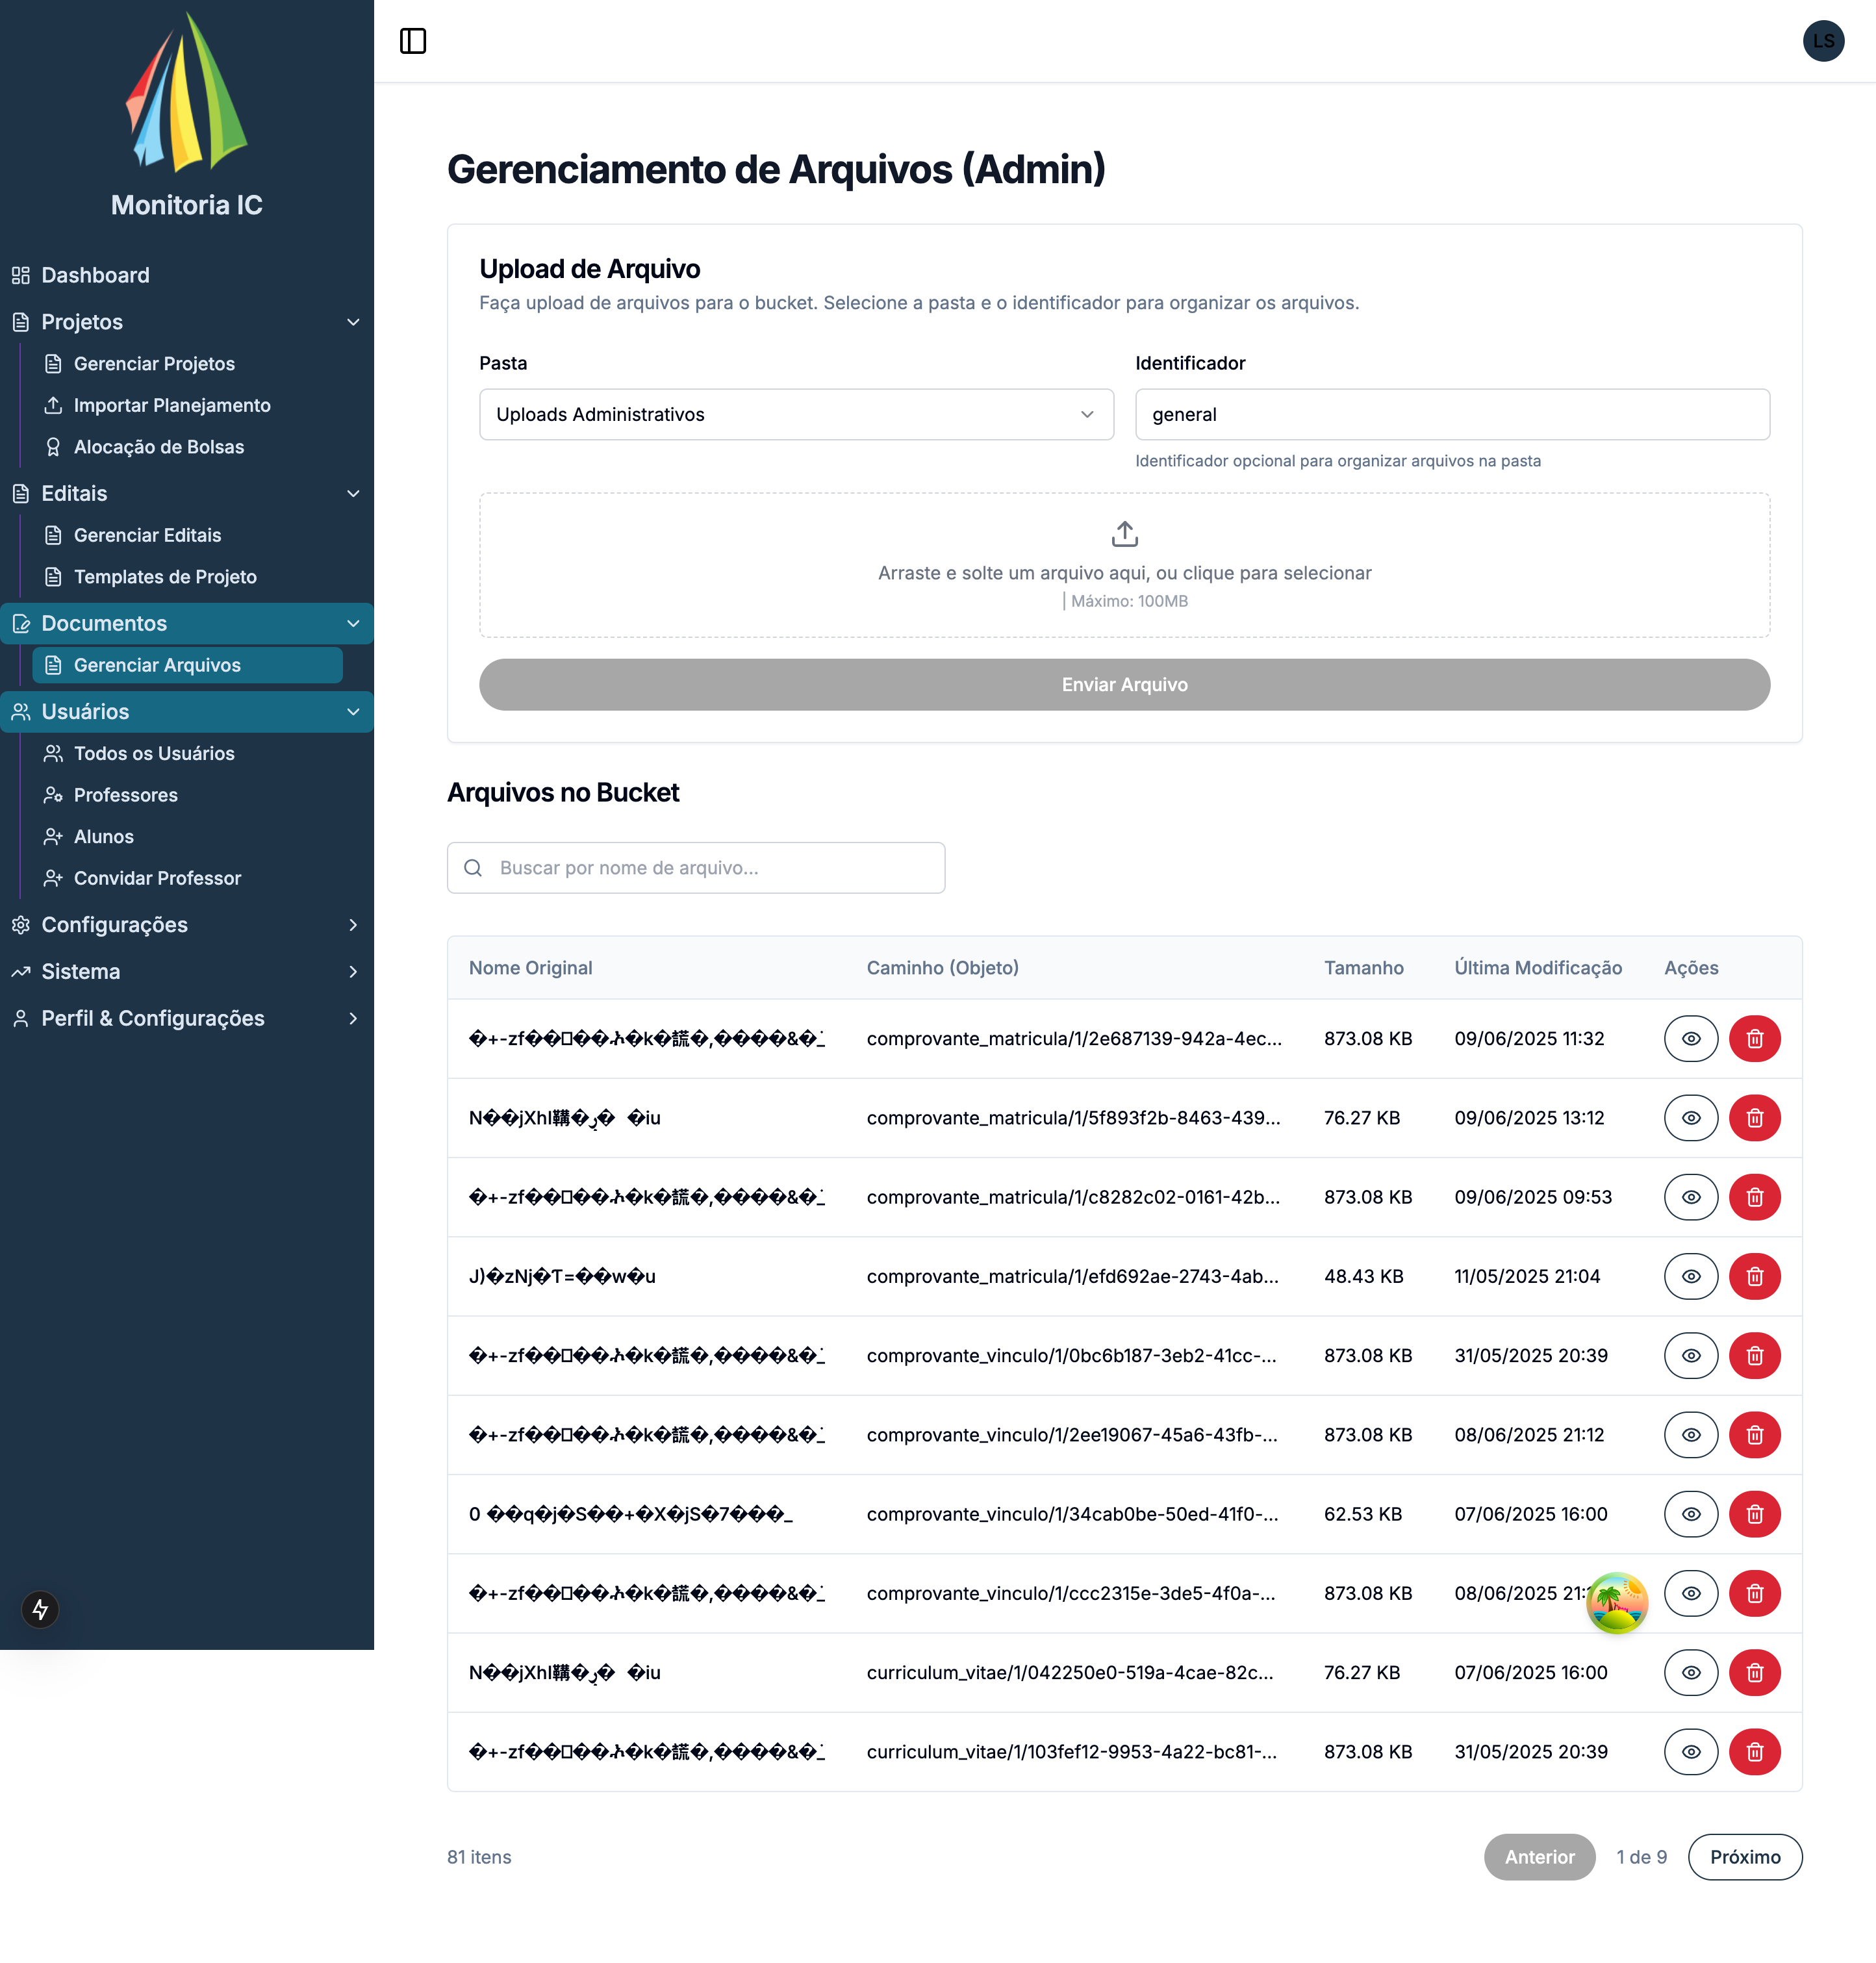 LS
Monitoria IC
Dashboard
Projetos
Gerenciar Projetos
Importar Planejamento
Alocação de Bolsas
Editais
Gerenciar Editais
Templates de Projeto
Documentos
Gerenciar Arquivos
Usuários
Todos os Usuários
Professores
Alunos
Convidar Professor
Configurações
Sistema
Perfil & Configurações
Gerenciamento de Arquivos (Admin)
Upload de Arquivo
Faça upload de arquivos para o bucket. Selecione a pasta e o identificador para organizar os arquivos.
Pasta Identificador
Uploads Administrativos general
Identificador opcional para organizar arquivos na pasta
Arraste e solte um arquivo aqui, ou clique para selecionar
| Máximo: 100MB
Enviar Arquivo
Arquivos no Bucket
Buscar por nome de arquivo...
Nome Original Caminho (Objeto) Tamanho Última Modificação Ações
comprovante_matricula/1/2e687139-942a-4ec... 873.08 KB 09/06/2025 11:32
comprovante_matricula/1/5f893f2b-8463-439... 76.27 KB 09/06/2025 13:12
comprovante_matricula/1/c8282c02-0161-42b... 873.08 KB 09/06/2025 09:53
J)�zNj�T=��w�u comprovante_matricula/1/efd692ae-2743-4ab... 48.43 KB 11/05/2025 21:04
comprovante_vinculo/1/0bc6b187-3eb2-41cc-... 873.08 KB 31/05/2025 20:39
comprovante_vinculo/1/2ee19067-45a6-43fb-... 873.08 KB 08/06/2025 21:12
0 ��q�j�S��+�X�jS�7���_ comprovante_vinculo/1/34cab0be-50ed-41f0-... 62.53 KB 07/06/2025 16:00
comprovante_vinculo/1/ccc2315e-3de5-4f0a-... 873.08 KB 08/06/2025
curriculum_vitae/1/042250e0-519a-4cae-82c... 76.27 KB 07/06/2025 16:00
curriculum_vitae/1/103fef12-9953-4a22-bc81-... 873.08 KB 31/05/2025 20:39
81 itens Anterior 1 de 9 Próximo